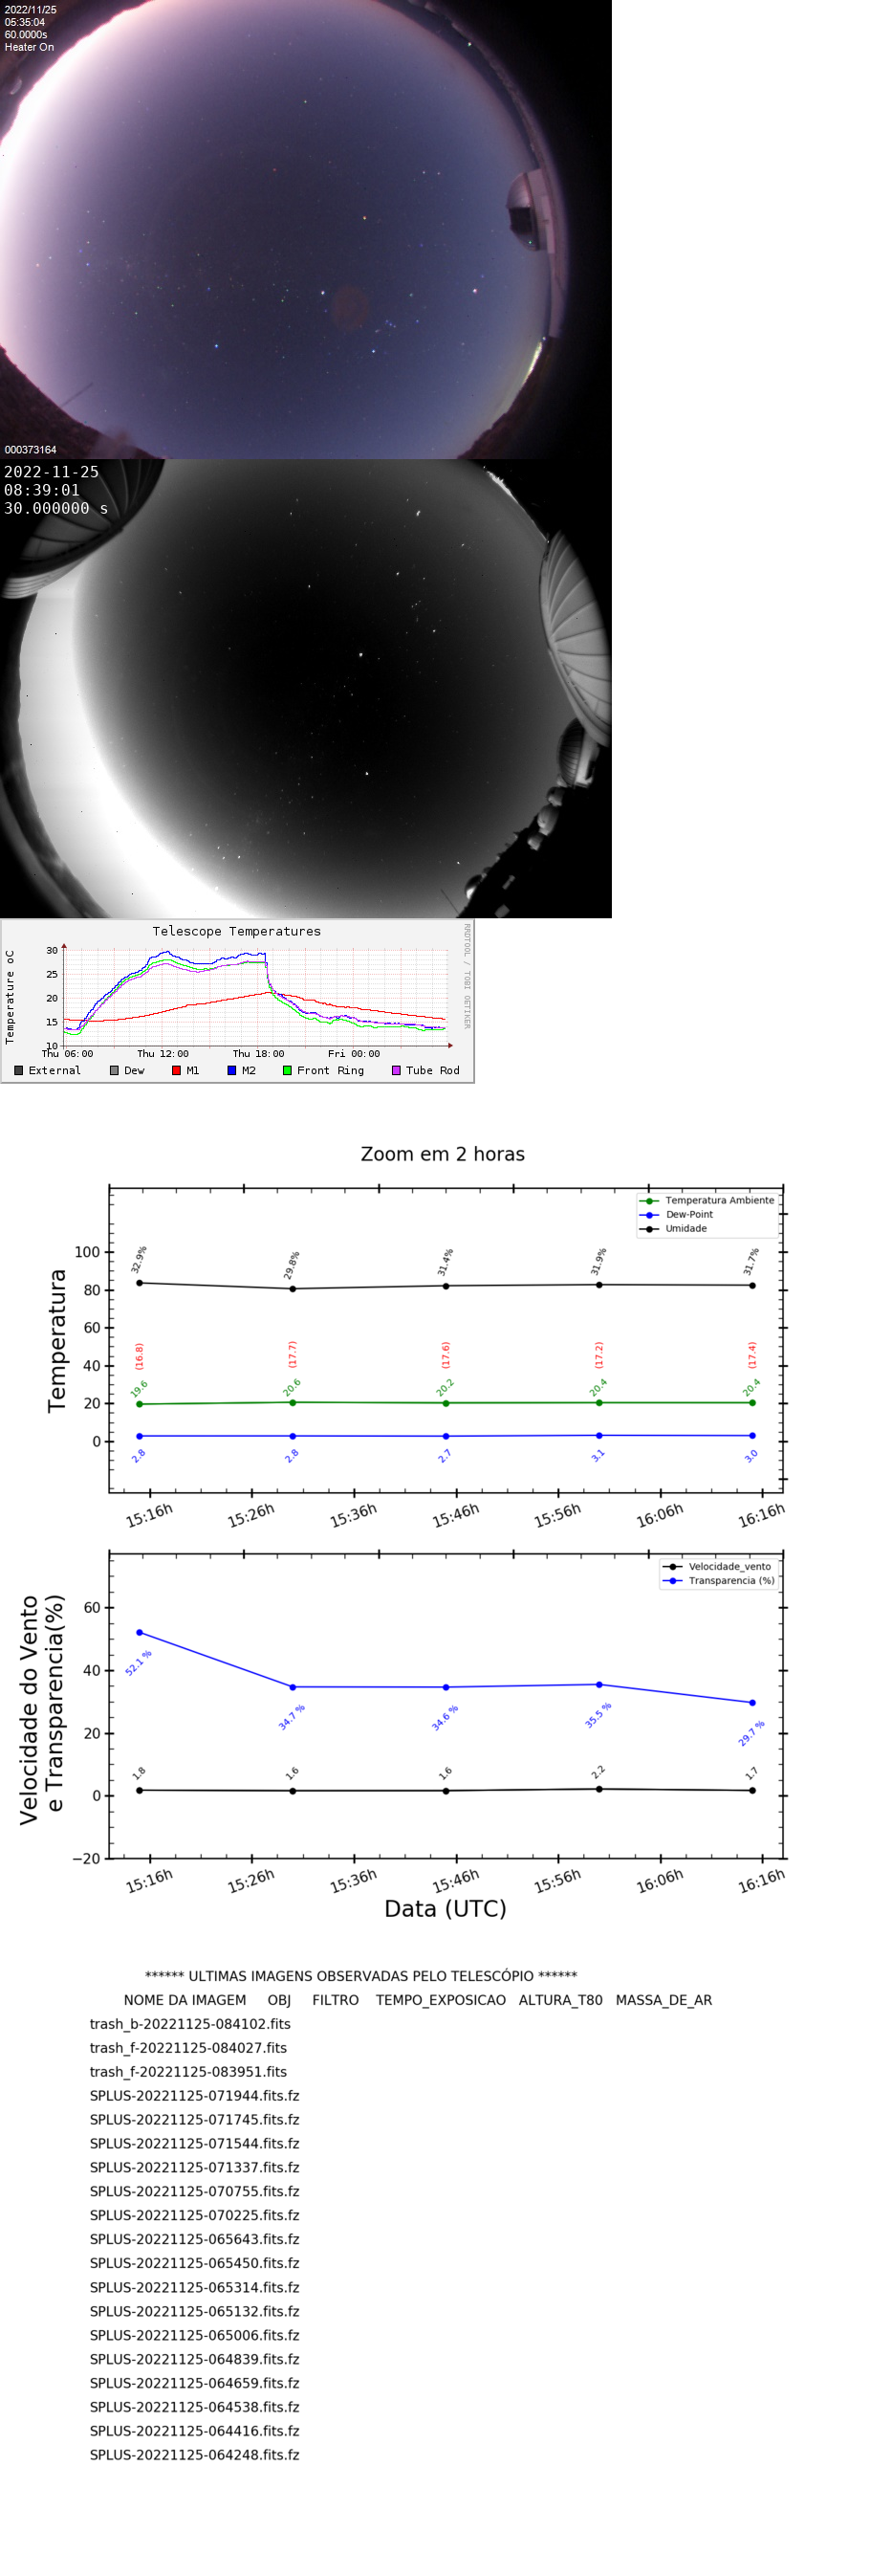 2022/11/25
05:35:04
60.0000s
Heater On
000373164
2022-11-25
08:39:01
30.000000 s
Telescope Temperatures
RRDTOOL / TOBI OETIKER
Temperature oC
30
25
20
15
10
Thu 06:00 Thu 12:00 Thu 18:00 Fri 00:00
External Dew M1 M2 Front Ring Tube Rod
Zoom em 2 horas
Temperatura Ambiente
Dew-Point
Umidade
Temperatura
100
80
60
40
20
0
32.9% 29.8% 31.4% 31.9% 31.7%
(16.8) (17.7) (17.6) (17.2) (17.4)
19.6 20.6 20.2 20.4 20.4
2.8 2.8 2.7 3.1 3.0
15:16h 15:26h 15:36h 15:46h 15:56h 16:06h 16:16h
Velocidade_vento
Transparencia (%)
Velocidade do Vento
e Transparencia(%)
60
40
20
0
−20
52.1 % 34.7 % 34.6 % 35.5 % 29.7 %
1.8 1.6 1.6 2.2 1.7
15:16h 15:26h 15:36h 15:46h 15:56h 16:06h 16:16h
Data (UTC)
****** ULTIMAS IMAGENS OBSERVADAS PELO TELESCÓPIO ******
NOME DA IMAGEM OBJ FILTRO TEMPO_EXPOSICAO ALTURA_T80 MASSA_DE_AR
trash_b-20221125-084102.fits
trash_f-20221125-084027.fits
trash_f-20221125-083951.fits
SPLUS-20221125-071944.fits.fz
SPLUS-20221125-071745.fits.fz
SPLUS-20221125-071544.fits.fz
SPLUS-20221125-071337.fits.fz
SPLUS-20221125-070755.fits.fz
SPLUS-20221125-070225.fits.fz
SPLUS-20221125-065643.fits.fz
SPLUS-20221125-065450.fits.fz
SPLUS-20221125-065314.fits.fz
SPLUS-20221125-065132.fits.fz
SPLUS-20221125-065006.fits.fz
SPLUS-20221125-064839.fits.fz
SPLUS-20221125-064659.fits.fz
SPLUS-20221125-064538.fits.fz
SPLUS-20221125-064416.fits.fz
SPLUS-20221125-064248.fits.fz